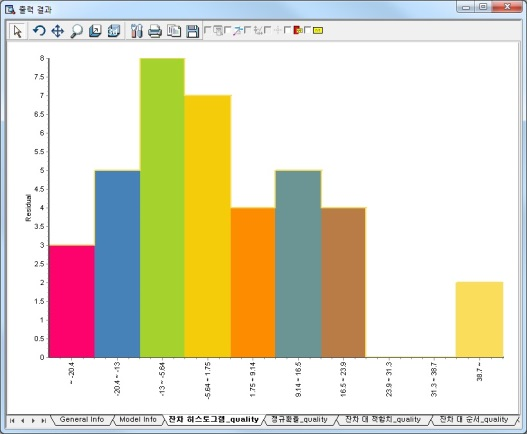 출력 결과
8
7.5
7
6.5
6
5.5
5
4.5
4
3.5
3
2.5
2
1.5
1
0.5
0
Residual
= -20.4
-20.4 ~ -13
-13 ~ -5.64
-5.64 ~ 1.75
1.75 ~ 9.14
9.14 ~ 16.5
16.5 ~ 23.9
23.9 ~ 31.3
31.3 ~ 38.7
38.7 =
General Info Model Info 잔차 히스토그램_quality 정규확률_quality 잔차 대 적합치_quality 잔차 대 순서_quality